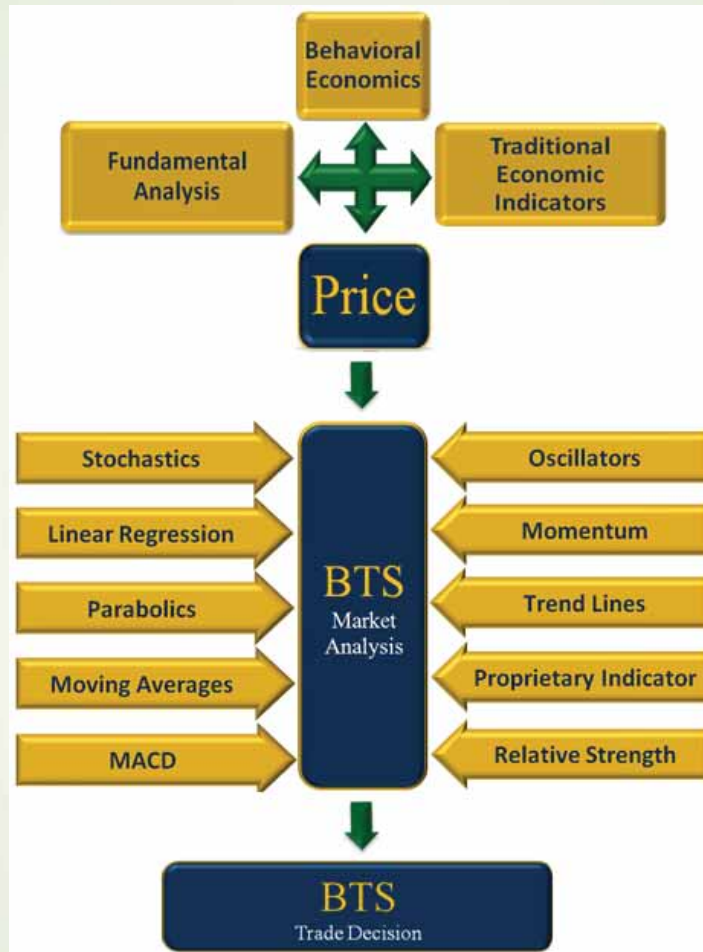 Behavioral
Economics
Fundamental
Analysis
Traditional
Economic
Indicators
Price
Stochastics
Linear Regression
Parabolics
Moving Averages
MACD
BTS
Market
Analysis
Oscillators
Momentum
Trend Lines
Proprietary Indicator
Relative Strength
BTS
Trade Decision